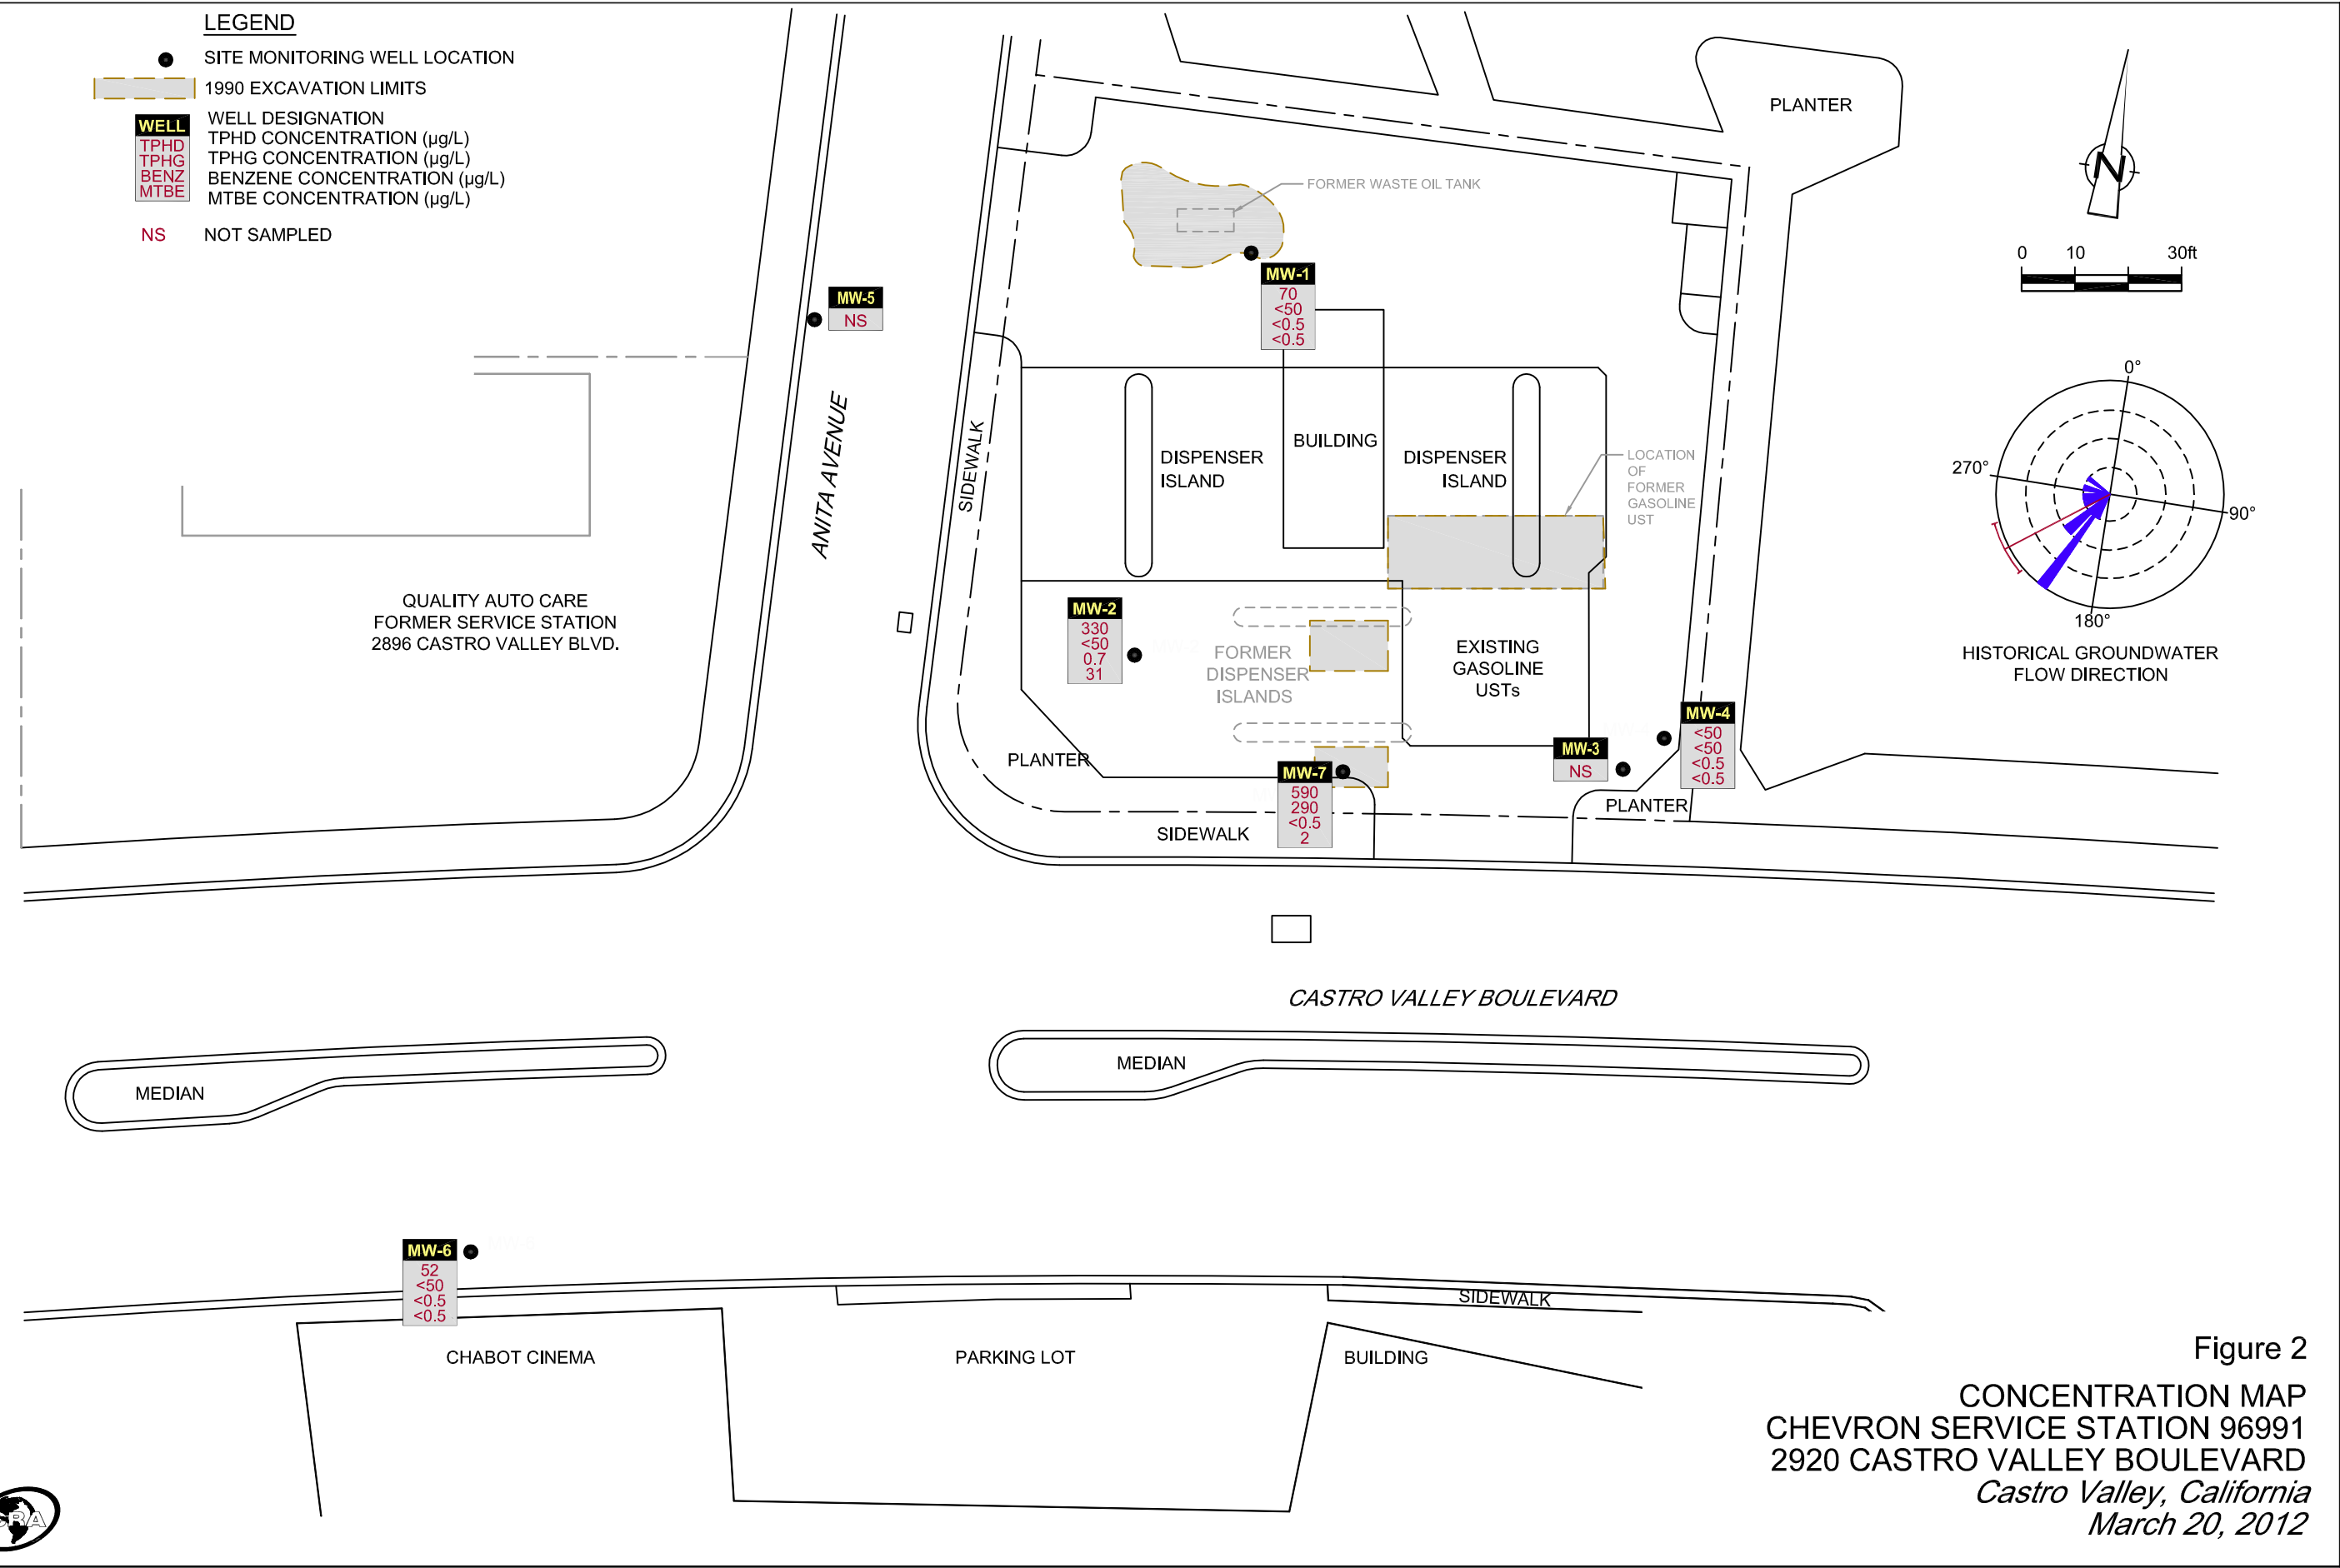 LEGEND
SITE MONITORING WELL LOCATION
1990 EXCAVATION LIMITS
WELL
TPHD
TPHG
BENZ
MTBE
WELL DESIGNATION
TPHD CONCENTRATION (µg/L)
TPHG CONCENTRATION (µg/L)
BENZENE CONCENTRATION (µg/L)
MTBE CONCENTRATION (µg/L)
NS NOT SAMPLED
PLANTER
N
0 10 30ft
FORMER WASTE OIL TANK
MW-1
70
<50
<0.5
<0.5
MW-5
NS
ANITA AVENUE
SIDEWALK
DISPENSER
ISLAND
BUILDING
DISPENSER
ISLAND
LOCATION
OF
FORMER
GASOLINE
UST
0°
270°
90°
180°
HISTORICAL GROUNDWATER
FLOW DIRECTION
QUALITY AUTO CARE
FORMER SERVICE STATION
2896 CASTRO VALLEY BLVD.
MW-2
330
<50
0.7
31
FORMER
DISPENSER
ISLANDS
EXISTING
GASOLINE
USTs
MW-4
<50
<50
<0.5
<0.5
MW-3
NS
PLANTER
MW-7
590
290
<0.5
2
PLANTER
SIDEWALK
CASTRO VALLEY BOULEVARD
MEDIAN
MEDIAN
MW-6
52
<50
<0.5
<0.5
SIDEWALK
CHABOT CINEMA
PARKING LOT
BUILDING
Figure 2
CONCENTRATION MAP
CHEVRON SERVICE STATION 96991
2920 CASTRO VALLEY BOULEVARD
Castro Valley, California
March 20, 2012